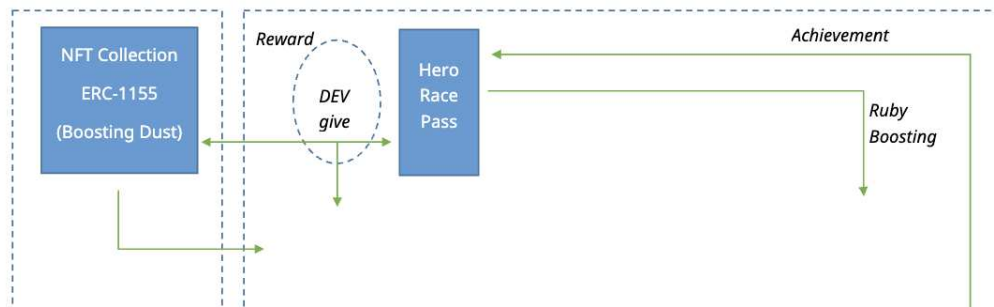 NFT Collection
ERC-1155
(Boosting Dust)
Reward
DEV
give
Hero
Race
Pass
Achievement
Ruby
Boosting